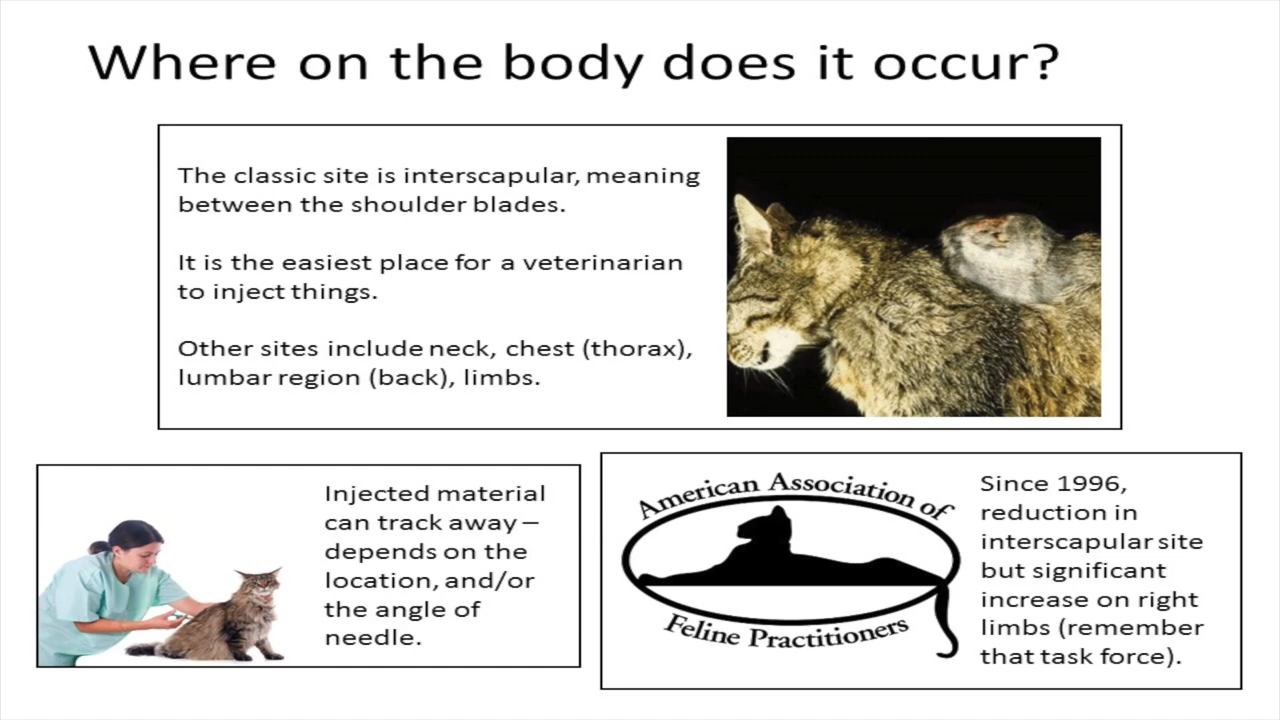 Where on the body does it occur?
The classic site is interscapular, meaning
between the shoulder blades.
It is the easiest place for a veterinarian
to inject things.
Other sites include neck, chest (thorax),
lumbar region (back), limbs.
Injected material
can track away –
depends on the
location, and/or
the angle of
needle.
American Association of
Feline Practitioners
Since 1996,
reduction in
interscapular site
but significant
increase on right
limbs (remember
that task force).